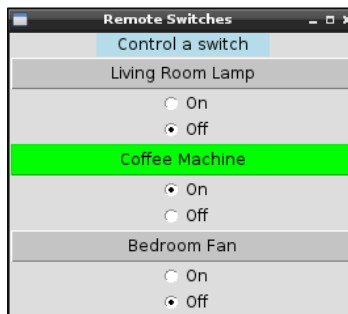 Remote Switches
Control a switch
Living Room Lamp
On
Off
Coffee Machine
On
Off
Bedroom Fan
On
Off